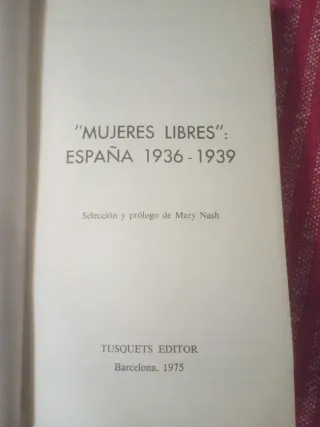 "MUJERES LIBRES":
ESPAÑA 1936-1939
Selección y prólogo de Mary Nash
TUSQUETS EDITOR
Barcelona, 1975